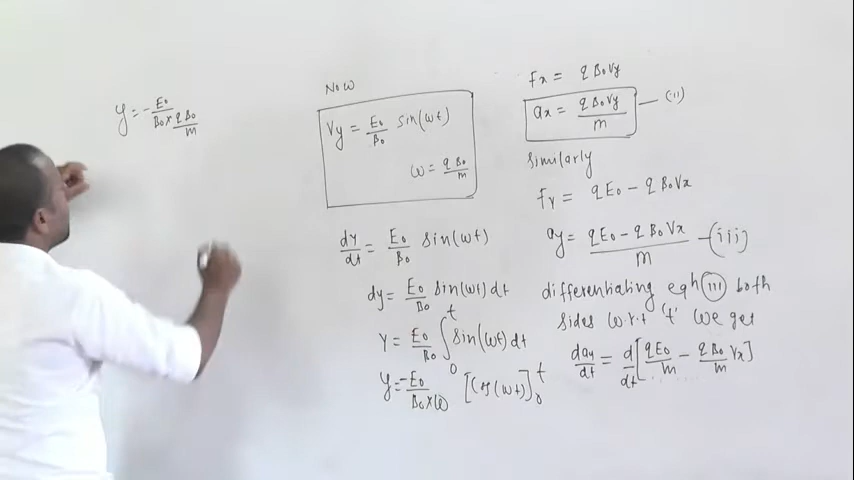 y = -E₀/(B₀ × qB₀/m)
Now
Vy = E₀/B₀ sin(ωt)
ω = qB₀/m
dy/dt = E₀/B₀ sin(ωt)
dy = E₀/B₀ sin(ωt) dt
Y = E₀/B₀ ∫₀ᵗ sin(ωt) dt
y = -E₀/(B₀×ω) [Cos(ωt)]₀ᵗ
Fx = qB₀Vy
ax = qB₀Vy/m —(ii)
Similarly
Fy = qE₀ - qB₀Vx
ay = (qE₀ - qB₀Vx)/m —(iii)
differentiating eqn (iii) both
sides w.r.t 't' we get
day/dt = d/dt [qE₀/m - qB₀/m Vx]